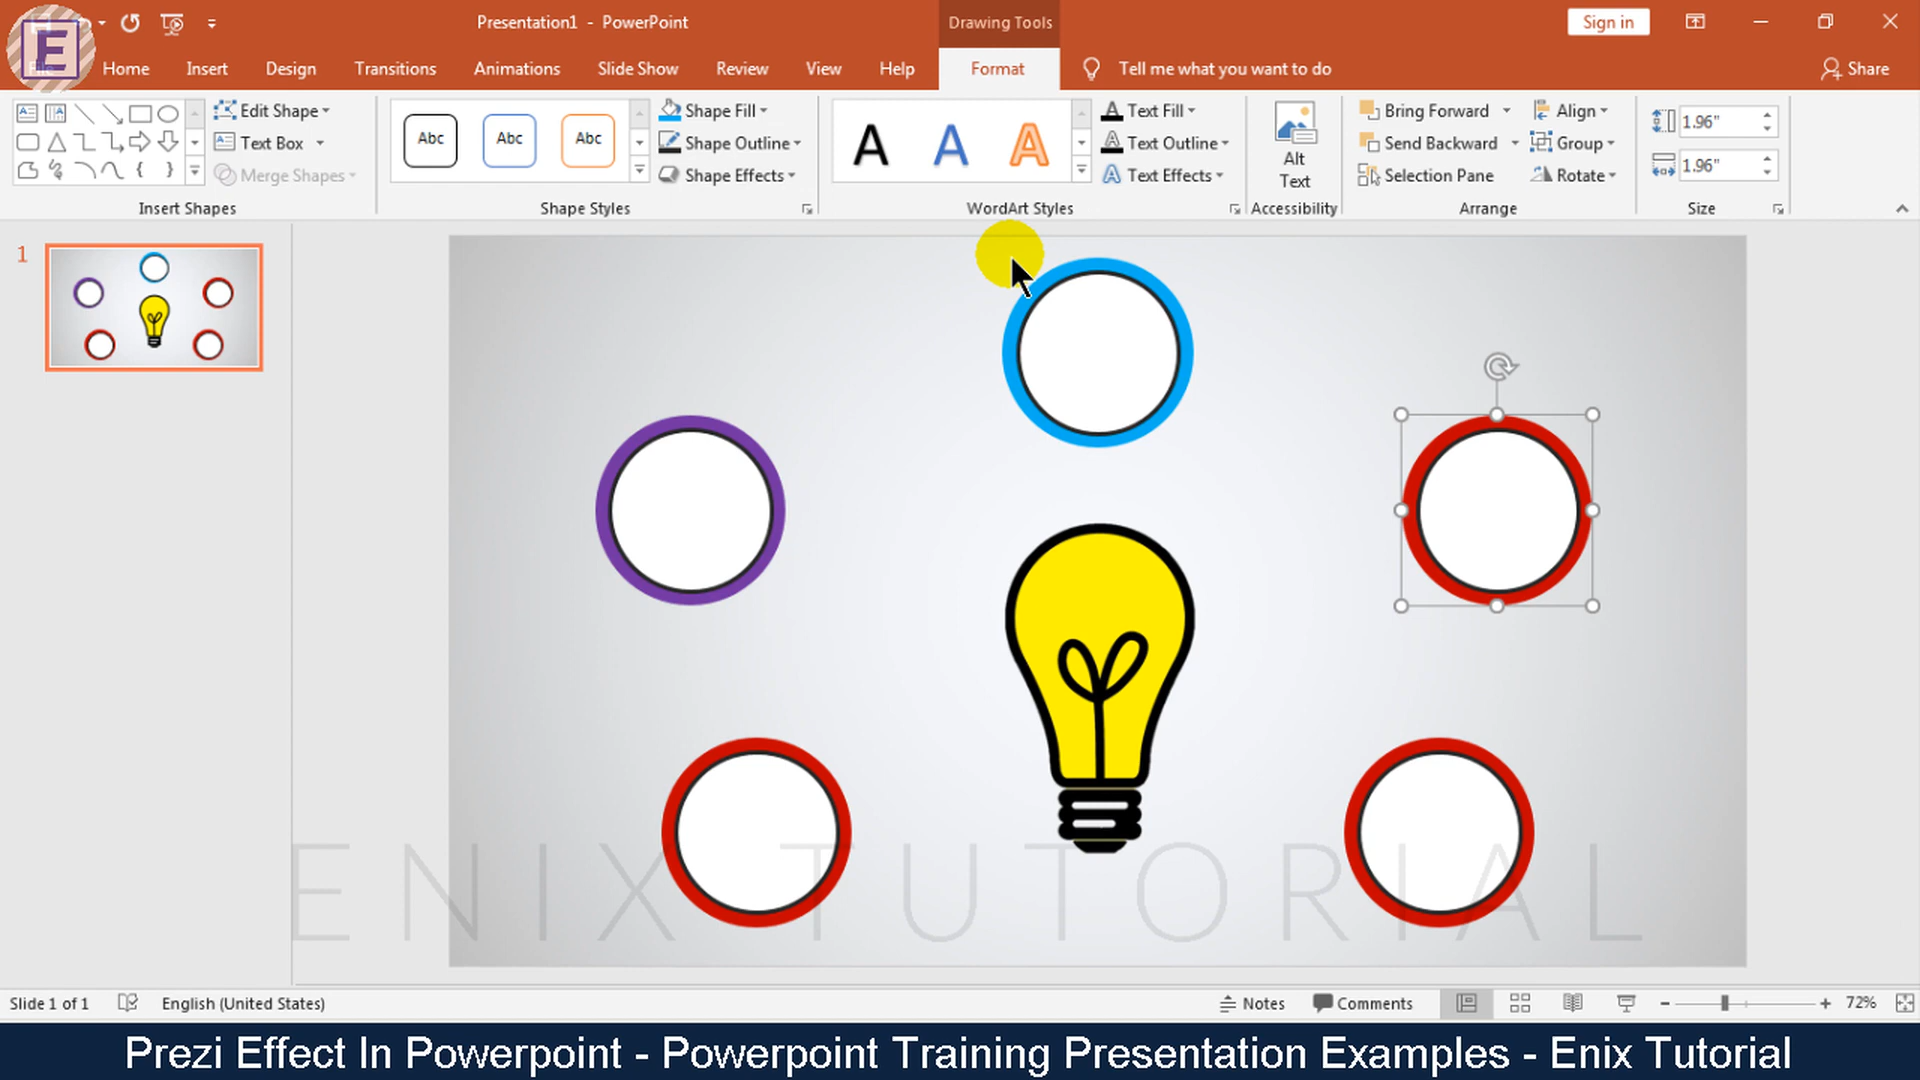 Presentation1 - PowerPoint
Drawing Tools
Sign in
E
Home Insert Design Transitions Animations Slide Show Review View Help Format Tell me what you want to do Share
Edit Shape
Text Box
Merge Shapes
Insert Shapes
Abc Abc Abc
Shape Fill
Shape Outline
Shape Effects
Shape Styles
A A A
Text Fill
Text Outline
Text Effects
WordArt Styles
Alt
Text
Accessibility
Bring Forward
Send Backward
Selection Pane
Align
Group
Rotate
Arrange
1.96"
1.96"
Size
1
ENIX TUTORIAL
Slide 1 of 1 English (United States) Notes Comments 72%
Prezi Effect In Powerpoint - Powerpoint Training Presentation Examples - Enix Tutorial